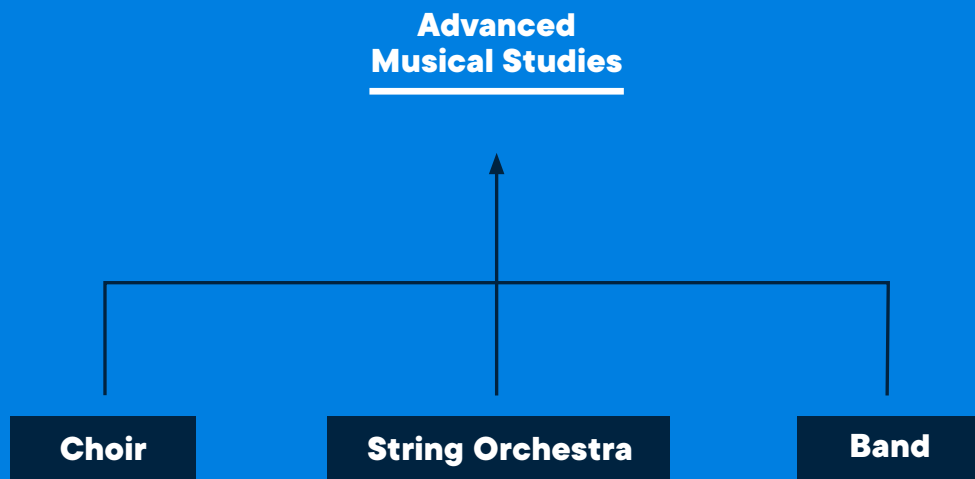 Advanced
Musical Studies
Choir
String Orchestra
Band